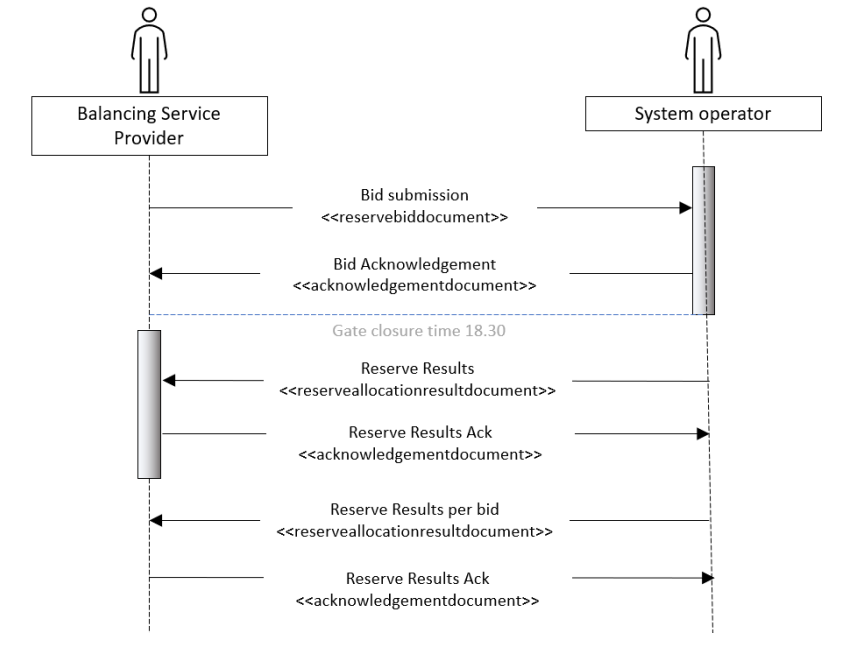 Balancing Service
Provider
System operator
Bid submission
<<reservebiddocument>>
Bid Acknowledgement
<<acknowledgementdocument>>
Gate closure time 18.30
Reserve Results
<<reserveallocationresultdocument>>
Reserve Results Ack
<<acknowledgementdocument>>
Reserve Results per bid
<<reserveallocationresultdocument>>
Reserve Results Ack
<<acknowledgementdocument>>